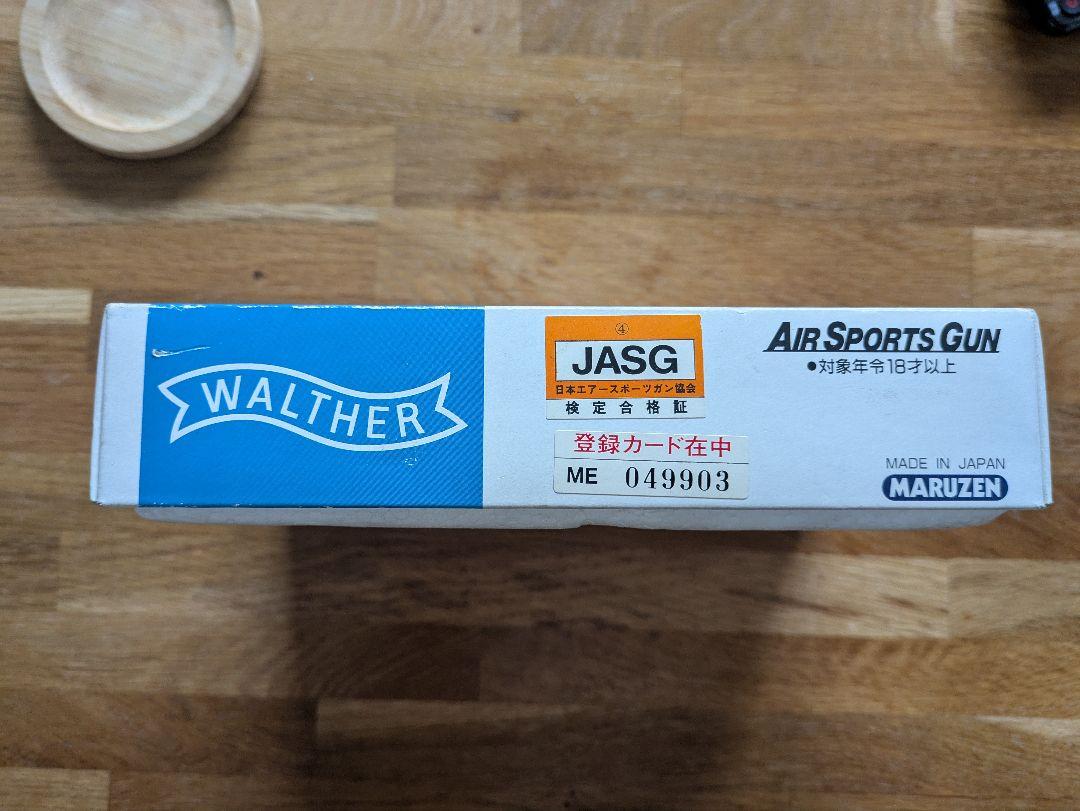 WALTHER
④
JASG
日本エアースポーツガン協会
検定合格証
登録カード在中
ME 049903
AIR SPORTS GUN
●対象年令18才以上
MADE IN JAPAN
MARUZEN